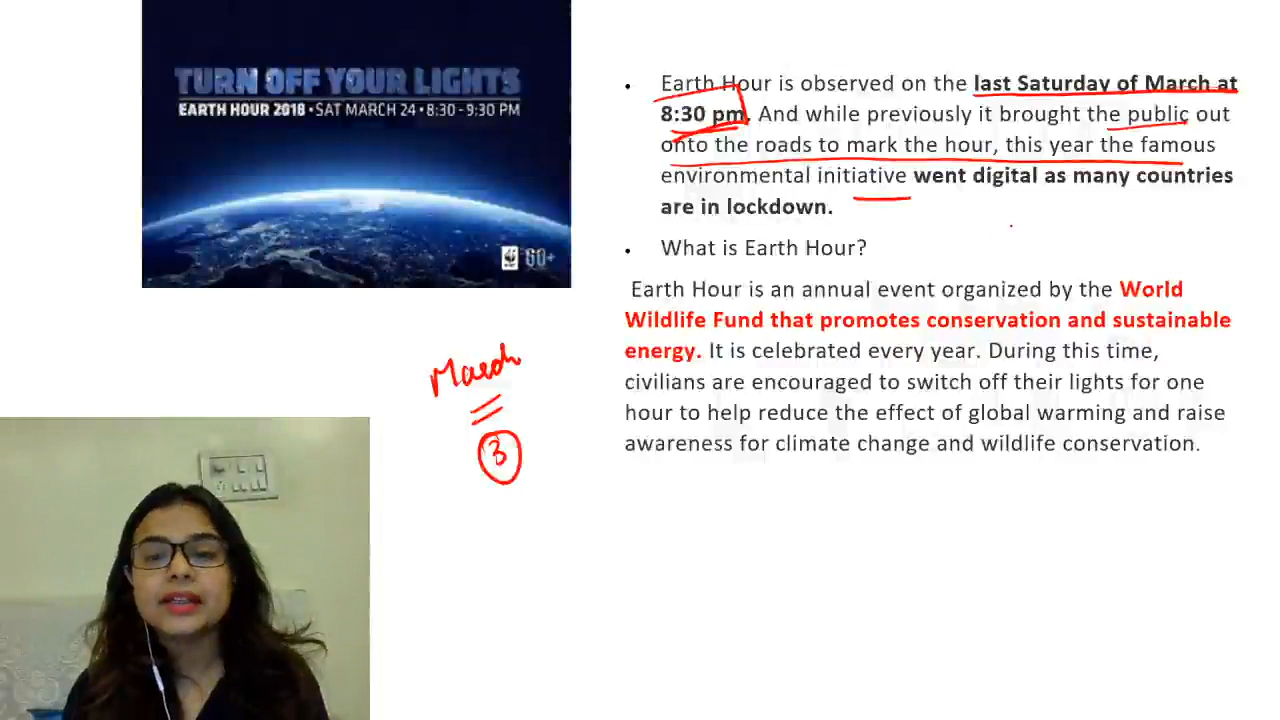 TURN OFF YOUR LIGHTS
EARTH HOUR 2018 • SAT MARCH 24 • 8:30 - 9:30 PM
60+
• Earth Hour is observed on the last Saturday of March at
8:30 pm. And while previously it brought the public out
onto the roads to mark the hour, this year the famous
environmental initiative went digital as many countries
are in lockdown.
• What is Earth Hour?
Earth Hour is an annual event organized by the World
Wildlife Fund that promotes conservation and sustainable
energy. It is celebrated every year. During this time,
civilians are encouraged to switch off their lights for one
hour to help reduce the effect of global warming and raise
awareness for climate change and wildlife conservation.
March
3